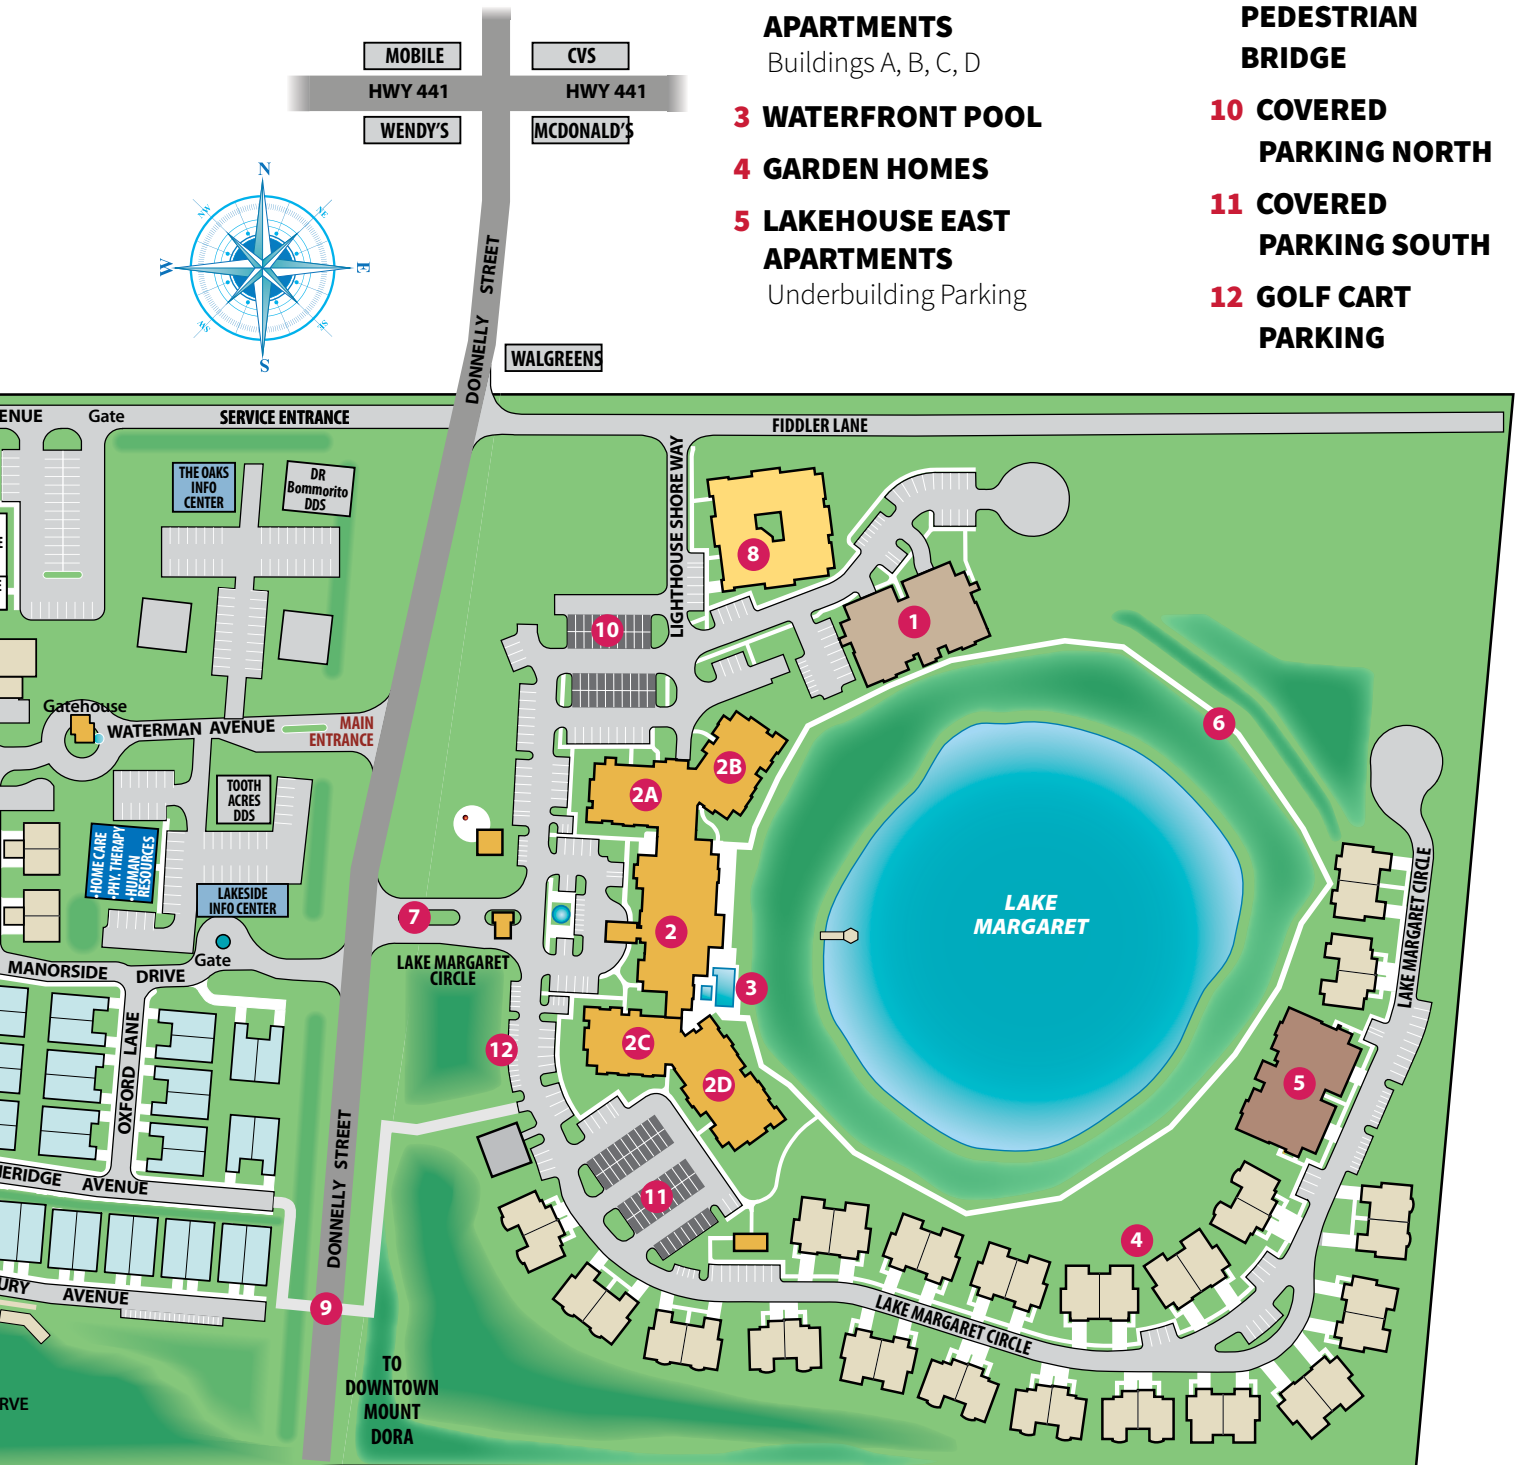 APARTMENTS
Buildings A, B, C, D
3 WATERFRONT POOL
4 GARDEN HOMES
5 LAKEHOUSE EAST
APARTMENTS
Underbuilding Parking
PEDESTRIAN
BRIDGE
10 COVERED
PARKING NORTH
11 COVERED
PARKING SOUTH
12 GOLF CART
PARKING
MOBILE
CVS
HWY 441
HWY 441
WENDY'S
MCDONALD'S
N
NW
NE
W
E
SW
SE
S
DONNELLY STREET
WALGREENS
ENUE
Gate
SERVICE ENTRANCE
FIDDLER LANE
LIGHTHOUSE SHORE WAY
THE OAKS
INFO
CENTER
DR
Bommorito
DDS
8
1
10
6
Gatehouse
WATERMAN AVENUE
MAIN
ENTRANCE
2B
2A
TOOTH
ACRES
DDS
•HOME CARE
•PHY. THERAPY
•HUMAN
RESOURCES
LAKESIDE
INFO CENTER
7
2
LAKE
MARGARET
LAKE MARGARET CIRCLE
Gate
MANORSIDE DRIVE
LAKE MARGARET
CIRCLE
3
OXFORD LANE
12
2C
2D
5
DONNELLY STREET
HERIDGE AVENUE
11
4
URY AVENUE
9
LAKE MARGARET CIRCLE
TO
DOWNTOWN
MOUNT
DORA
RVE